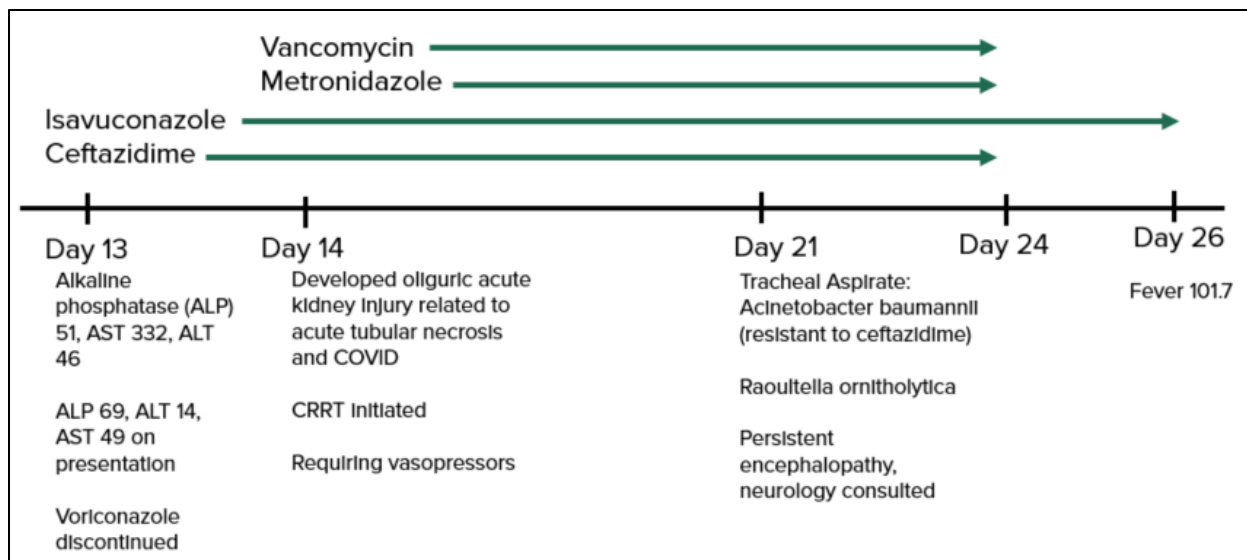 Vancomycin
Metronidazole
Isavuconazole
Ceftazidime
Day 13
Alkaline
phosphatase (ALP)
51, AST 332, ALT
46
ALP 69, ALT 14,
AST 49 on
presentation
Voriconazole
discontinued
Day 14
Developed oliguric acute
kidney injury related to
acute tubular necrosis
and COVID
CRRT initiated
Requiring vasopressors
Day 21
Tracheal Aspirate:
Acinetobacter baumannii
(resistant to ceftazidime)
Raoultella ornitholytica
Persistent
encephalopathy,
neurology consulted
Day 24
Day 26
Fever 101.7